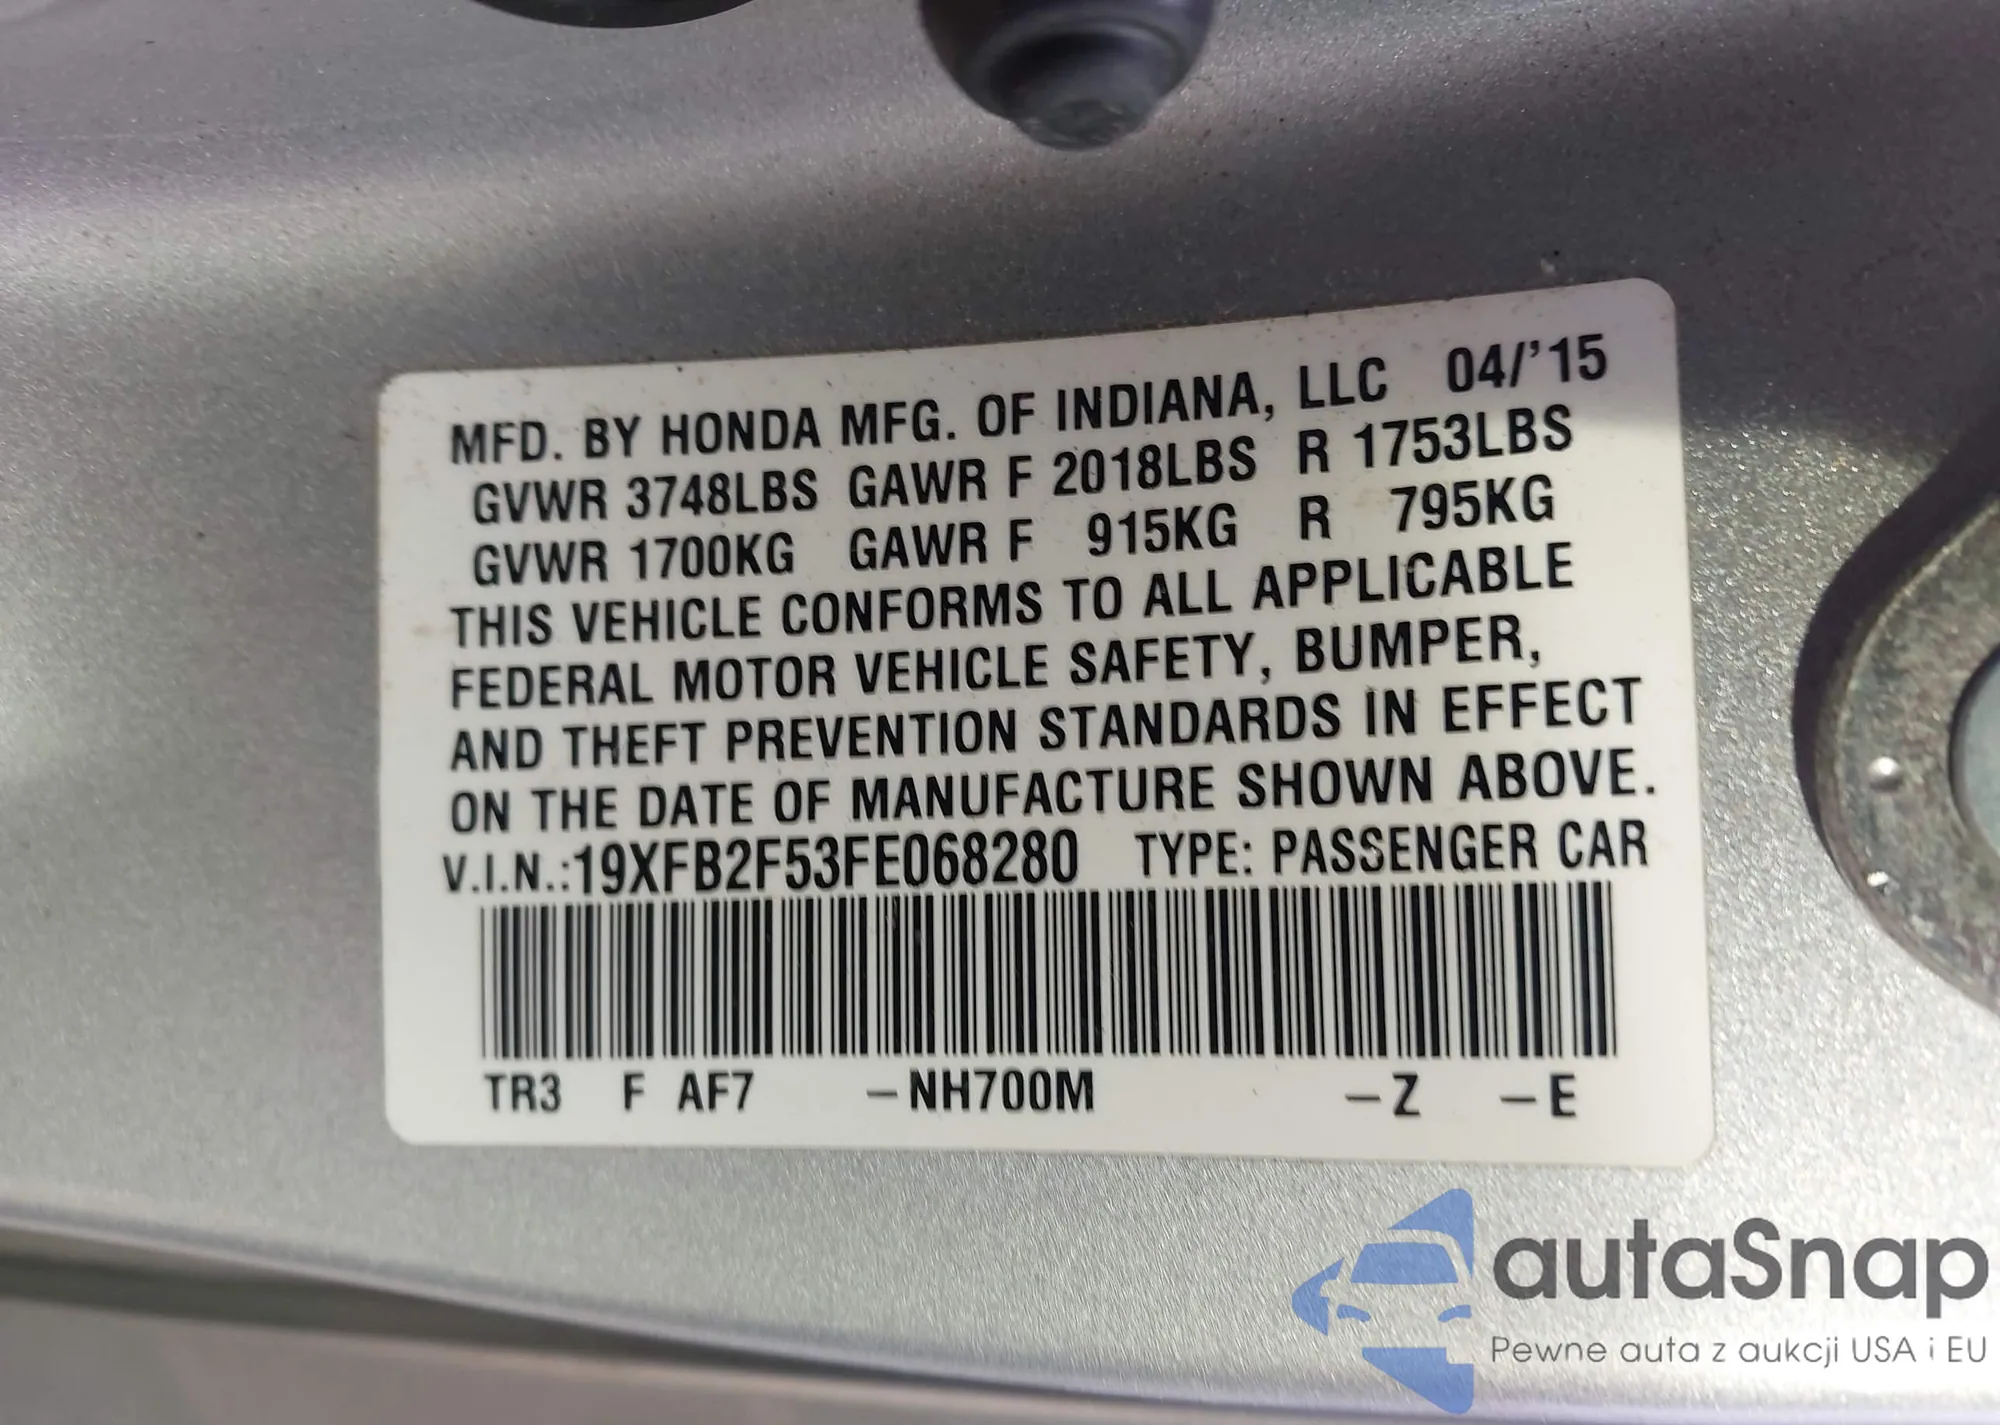 MFD. BY HONDA MFG. OF INDIANA, LLC 04/'15
GVWR 3748LBS GAWR F 2018LBS R 1753LBS
GVWR 1700KG GAWR F 915KG R 795KG
THIS VEHICLE CONFORMS TO ALL APPLICABLE
FEDERAL MOTOR VEHICLE SAFETY, BUMPER,
AND THEFT PREVENTION STANDARDS IN EFFECT
ON THE DATE OF MANUFACTURE SHOWN ABOVE.
V.I.N.:19XFB2F53FE068280 TYPE: PASSENGER CAR
TR3 F AF7 –NH700M –Z –E
autaSnap
Pewne auta z aukcji USA i EU